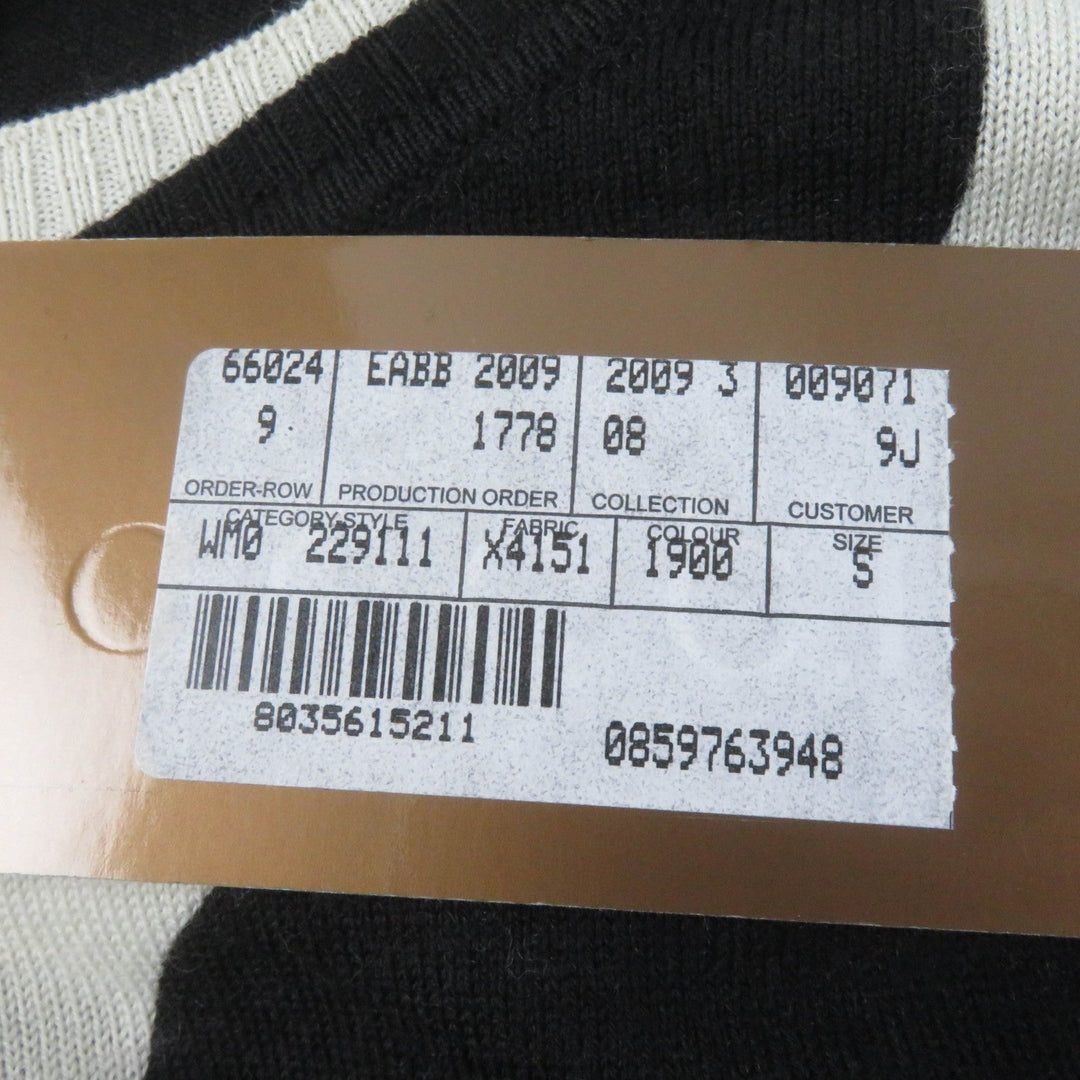 66024 EABB 2009 2009 3 009071
9 1778 08 9J
ORDER-ROW PRODUCTION ORDER COLLECTION CUSTOMER
CATEGORY-STYLE FABRIC COLOUR SIZE
WM0 229111 X4151 1900 S
8035615211
0859763948